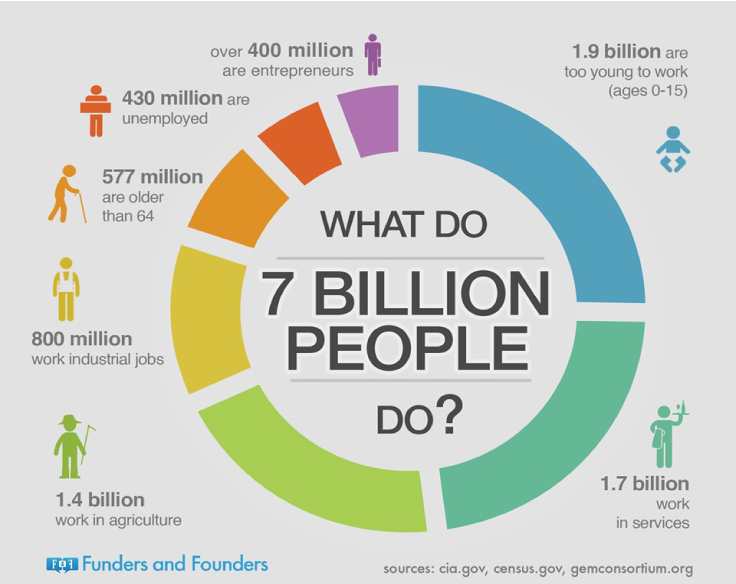 over 400 million
are entrepreneurs
1.9 billion are
too young to work
(ages 0-15)
430 million are
unemployed
577 million
are older
than 64
WHAT DO
7 BILLION
PEOPLE
DO?
800 million
work industrial jobs
1.4 billion
work in agriculture
1.7 billion
work
in services
F&F Funders and Founders
sources: cia.gov, census.gov, gemconsortium.org